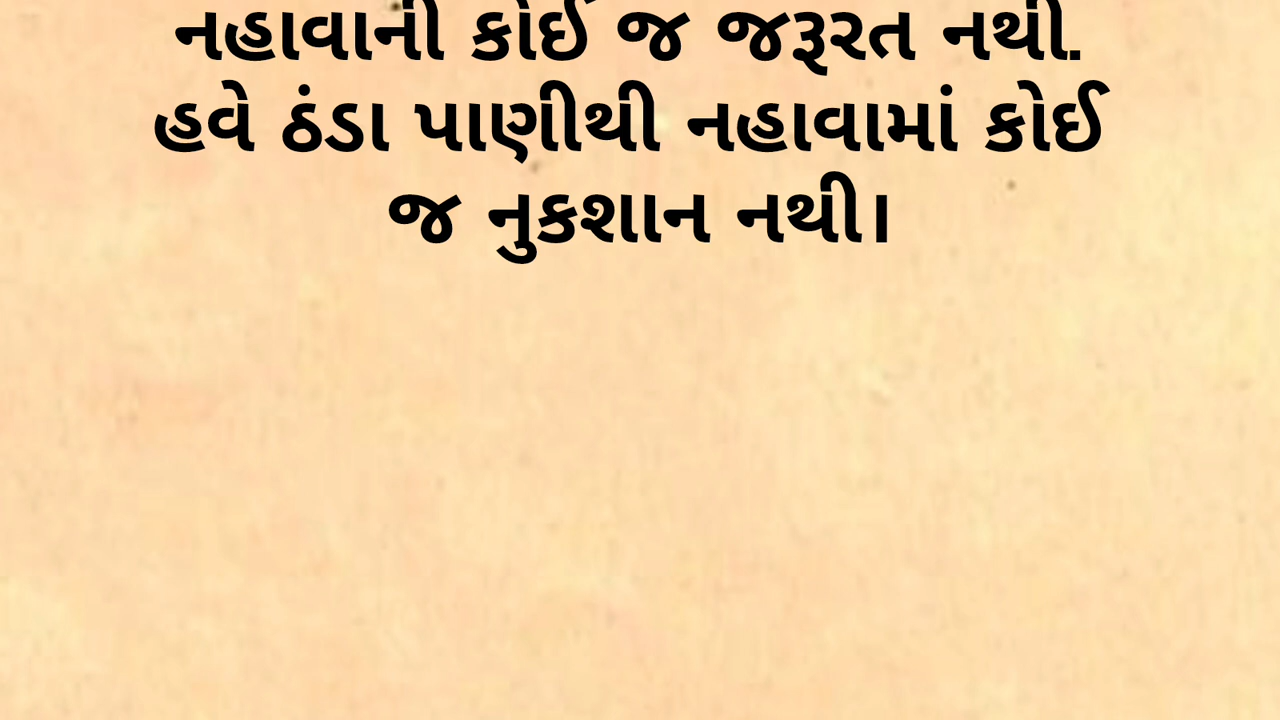 નહાવાની કોઈ જ જરૂરત નથી.
હવે ઠંડા પાણીથી નહાવામાં કોઈ
જ નુકશાન નથી।